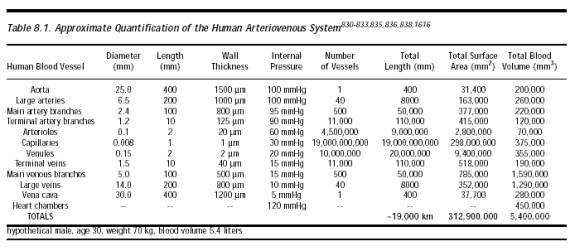 Table 8.1. Approximate Quantification of the Human Arteriovenous System830-833,835,836,838,1616
Human Blood Vessel Diameter (mm) Length (mm) Wall Thickness Internal Pressure Number of Vessels Total Length (mm) Total Surface Area (mm2) Total Blood Volume (mm3)
Aorta 25.0 400 1500 µm 100 mmHg 1 400 31,400 200,000
Large arteries 6.5 200 1000 µm 100 mmHg 40 8000 163,000 260,000
Main artery branches 2.4 100 800 µm 95 mmHg 500 50,000 377,000 220,000
Terminal artery branches 1.2 10 125 µm 90 mmHg 11,000 110,000 415,000 120,000
Arterioles 0.1 2 20 µm 60 mmHg 4,500,000 9,000,000 2,800,000 70,000
Capillaries 0.008 1 1 µm 30 mmHg 19,000,000,000 19,000,000,000 298,000,000 375,000
Venules 0.15 2 2 µm 20 mmHg 10,000,000 20,000,000 9,400,000 355,000
Terminal veins 1.5 10 40 µm 15 mmHg 11,000 110,000 518,000 190,000
Main venous branches 5.0 100 500 µm 15 mmHg 500 50,000 785,000 1,590,000
Large veins 14.0 200 800 µm 10 mmHg 40 8000 352,000 1,290,000
Vena cava 30.0 400 1200 µm 5 mmHg 1 400 37,700 280,000
Heart chambers -- -- -- 120 mmHg -- -- -- 450,000
TOTALS ~19,000 km 312,900,000 5,400,000
hypothetical male, age 30, weight 70 kg, blood volume 5.4 liters